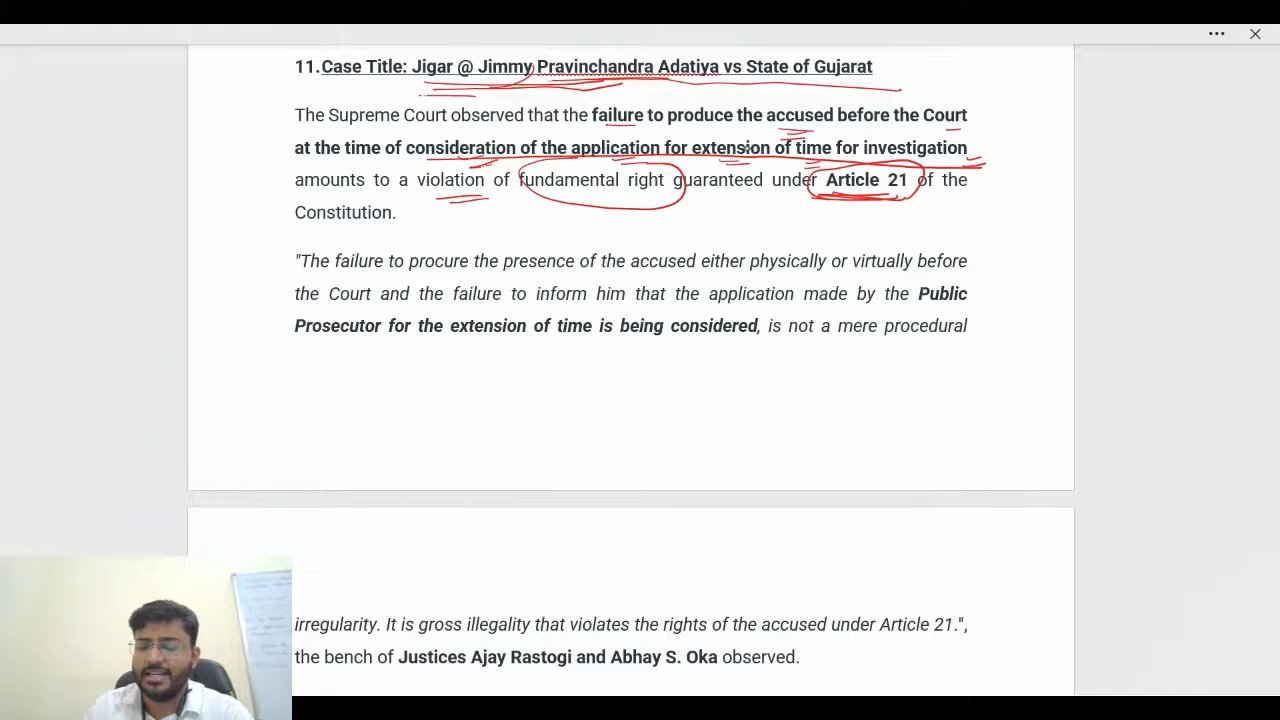 11. Case Title: Jigar @ Jimmy Pravinchandra Adatiya vs State of Gujarat
The Supreme Court observed that the failure to produce the accused before the Court
at the time of consideration of the application for extension of time for investigation
amounts to a violation of fundamental right guaranteed under Article 21 of the
Constitution.
"The failure to procure the presence of the accused either physically or virtually before
the Court and the failure to inform him that the application made by the Public
Prosecutor for the extension of time is being considered, is not a mere procedural
irregularity. It is gross illegality that violates the rights of the accused under Article 21.",
the bench of Justices Ajay Rastogi and Abhay S. Oka observed.